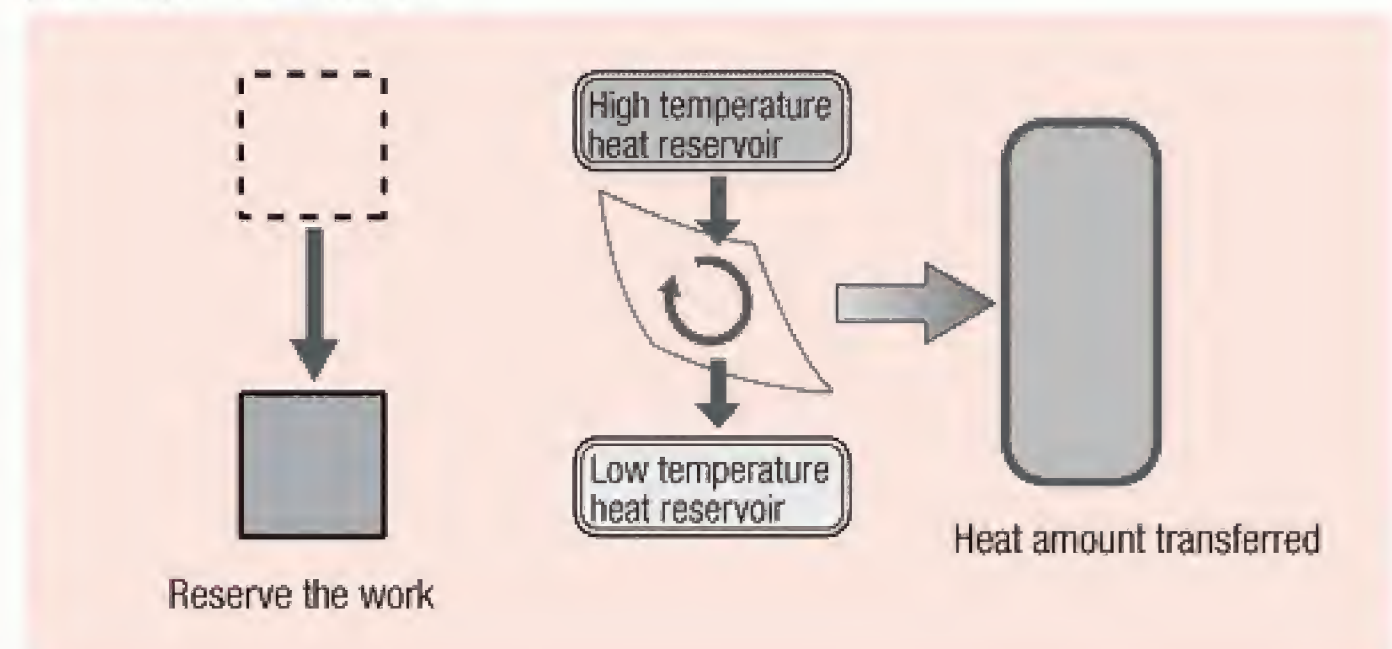 Reserve the work
High temperature
heat reservoir
Low temperature
heat reservoir
Heat amount transferred